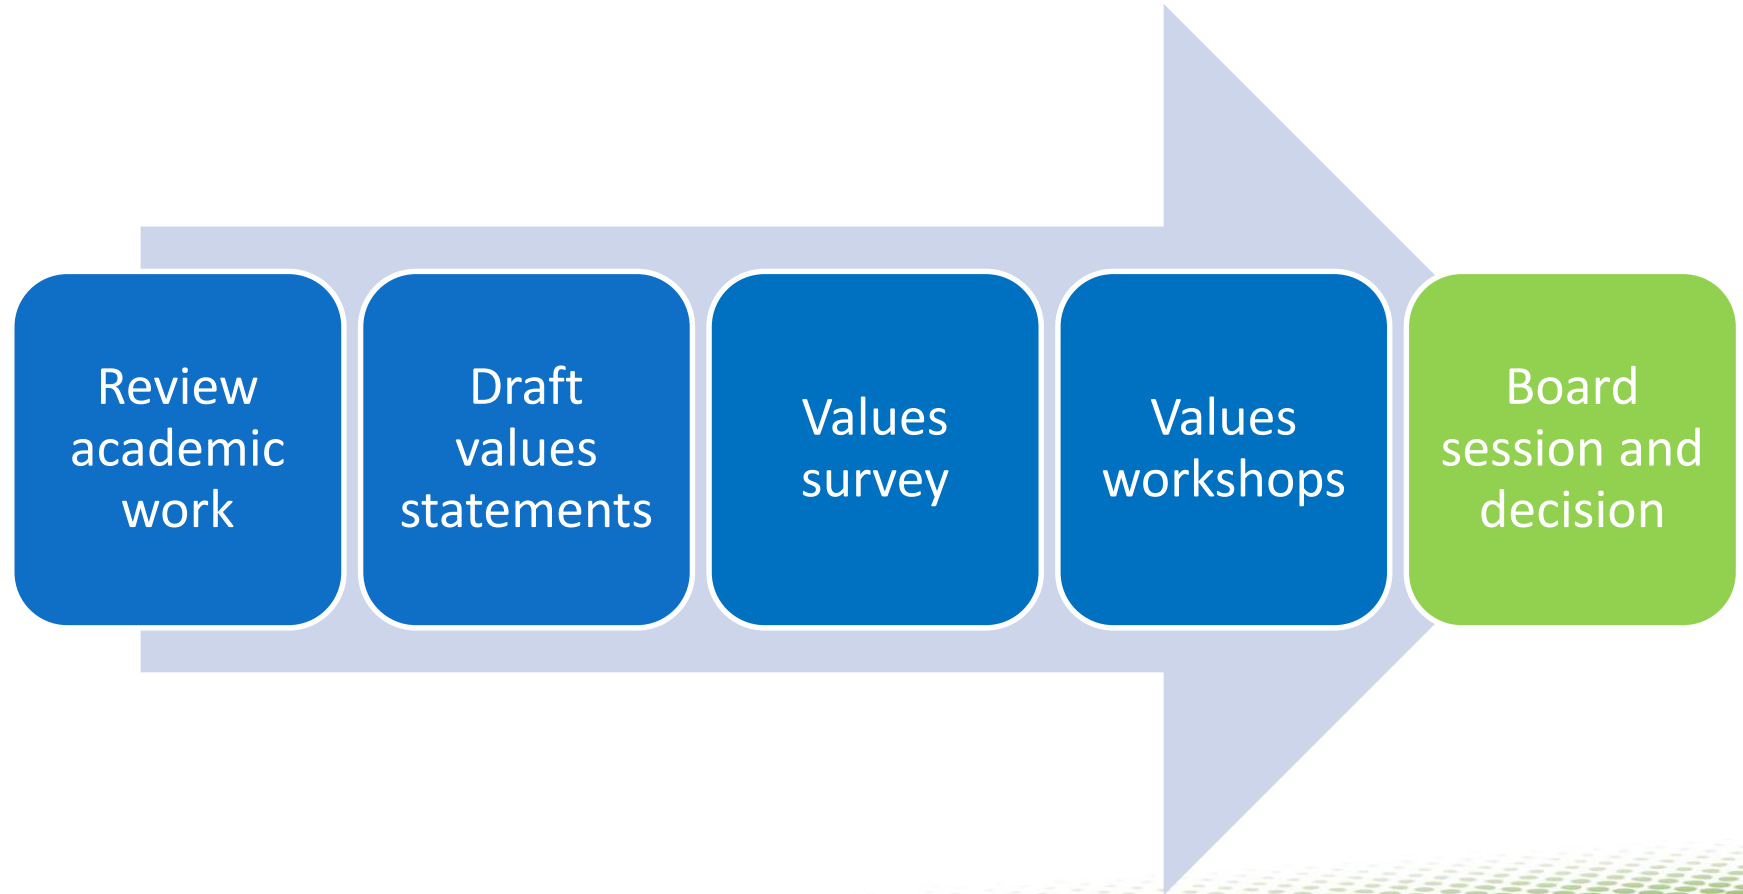 Review
academic
work
Draft
values
statements
Values
survey
Values
workshops
Board
session and
decision